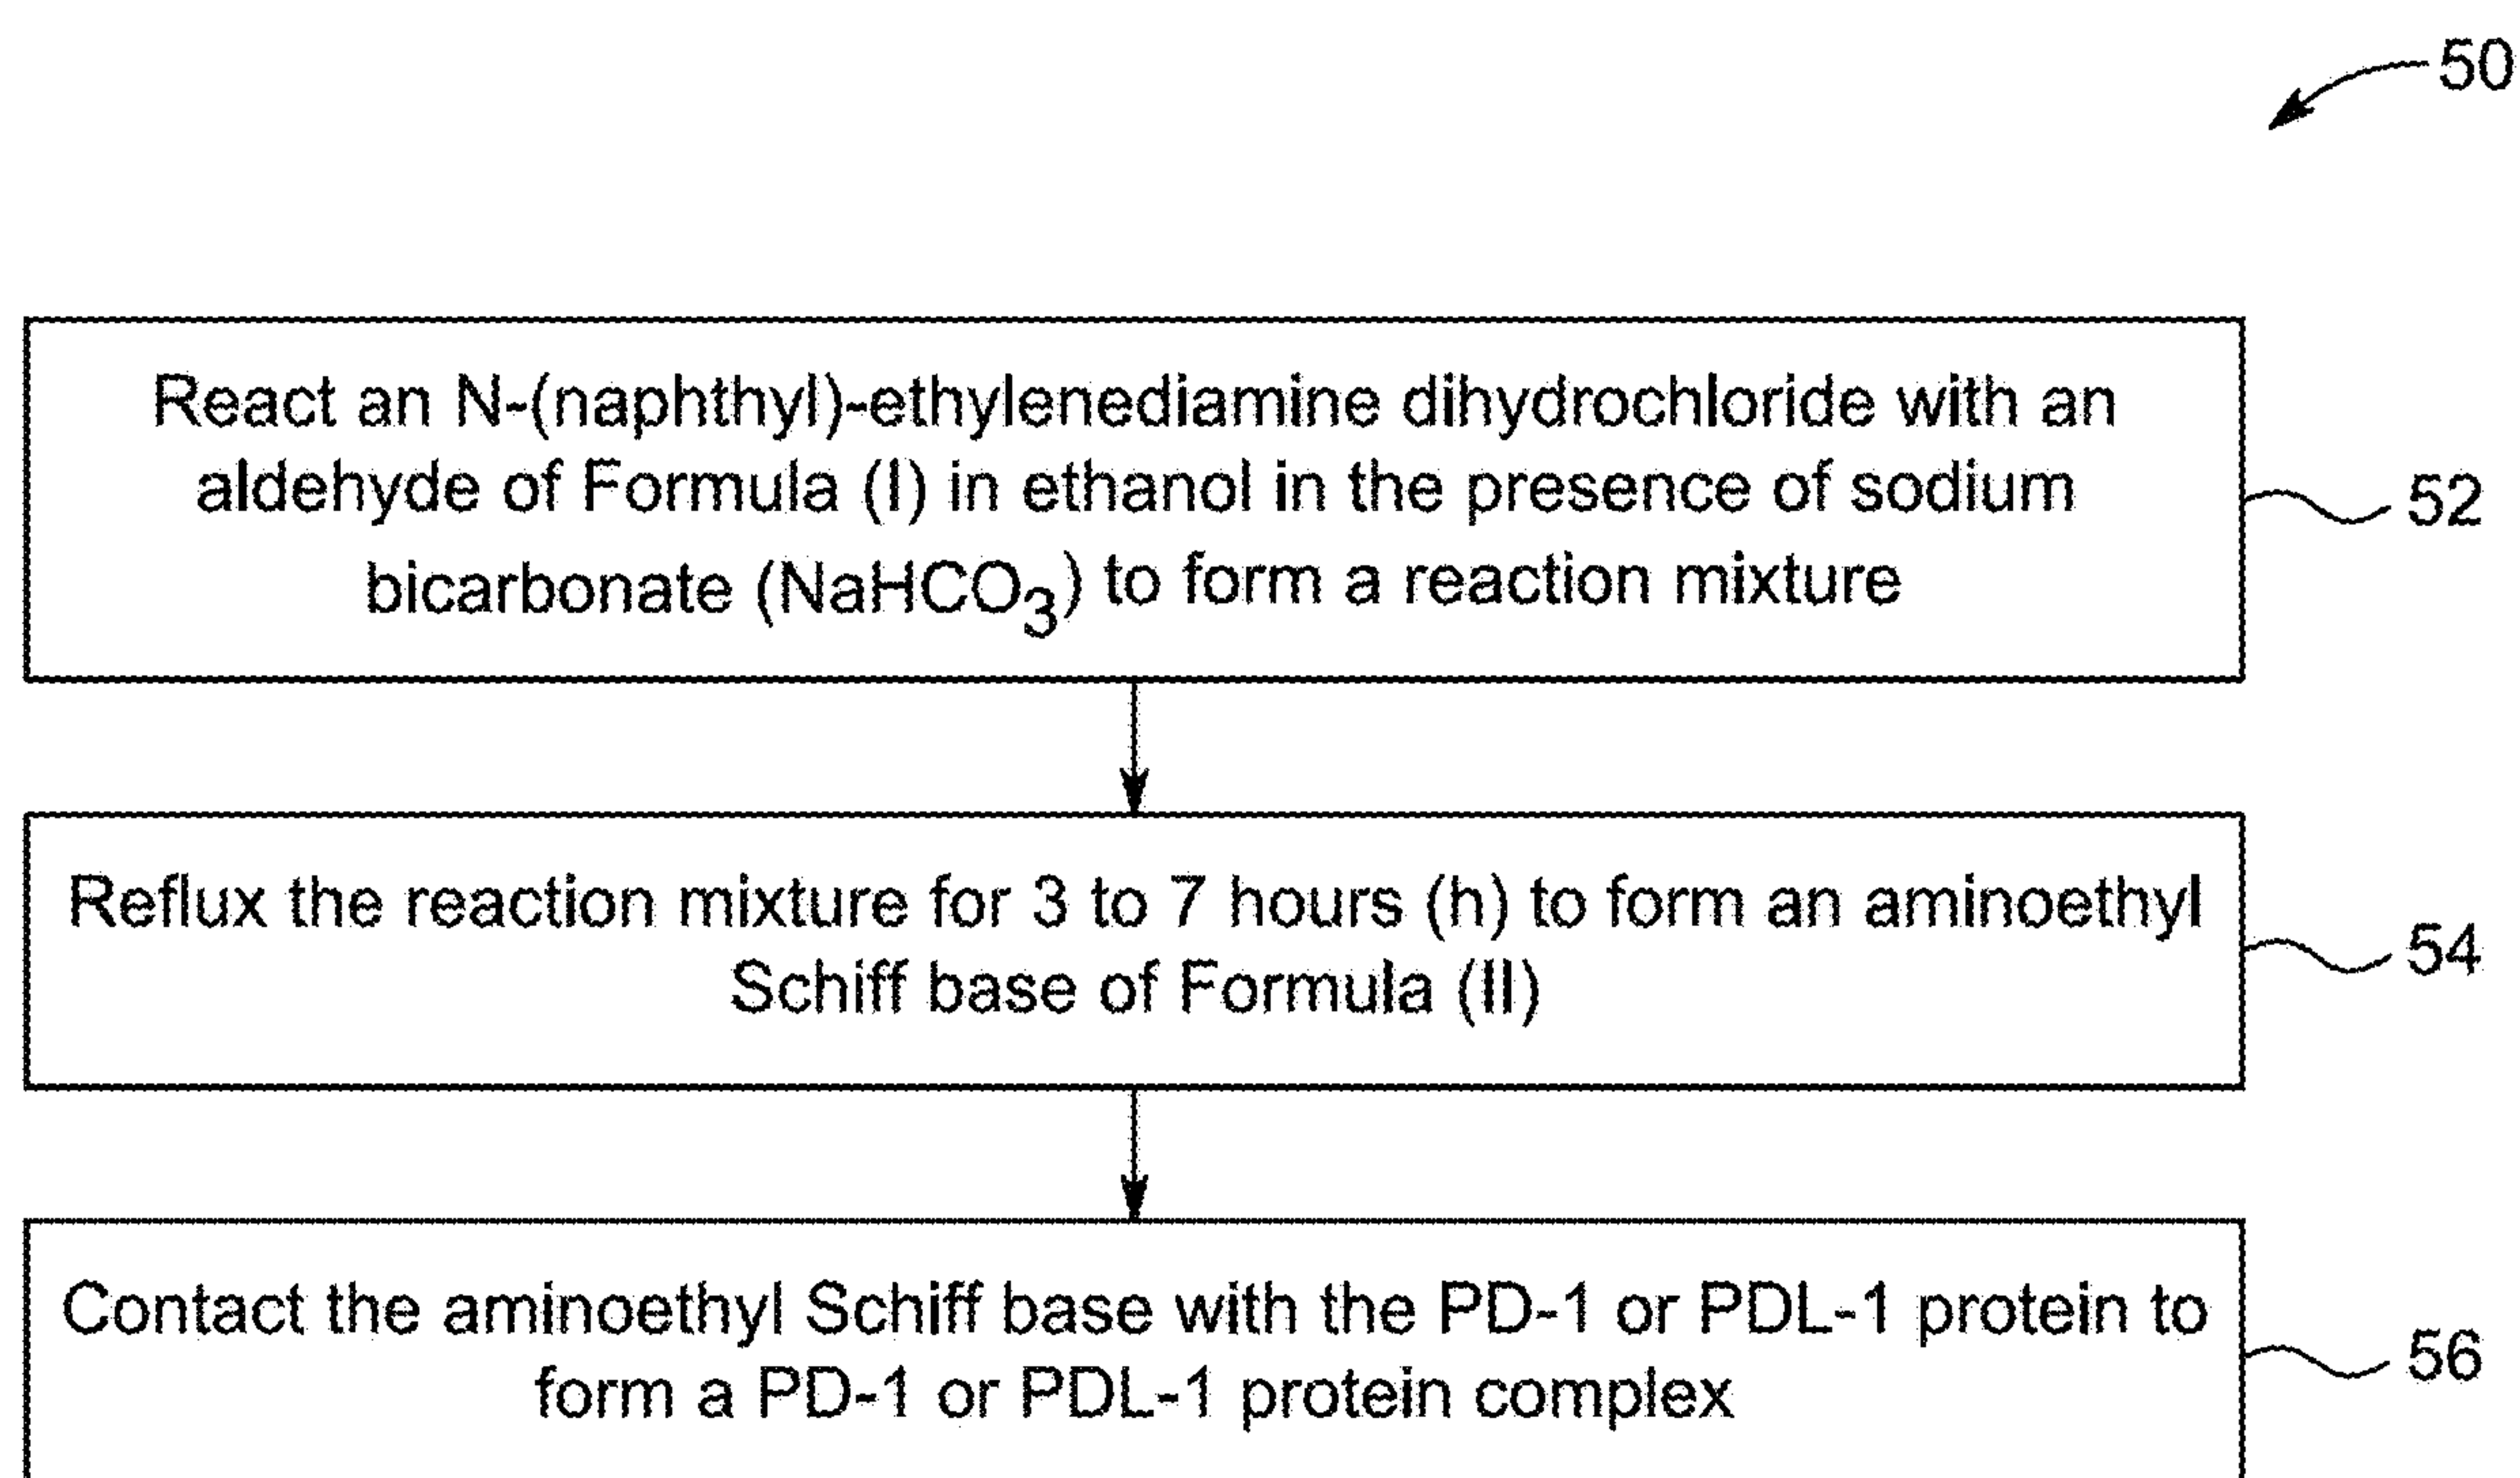 50
React an N-(naphthyl)-ethylenediamine dihydrochloride with an
aldehyde of Formula (I) in ethanol in the presence of sodium
bicarbonate (NaHCO3) to form a reaction mixture
52
Reflux the reaction mixture for 3 to 7 hours (h) to form an aminoethyl
Schiff base of Formula (II)
54
Contact the aminoethyl Schiff base with the PD-1 or PDL-1 protein to
form a PD-1 or PDL-1 protein complex
56